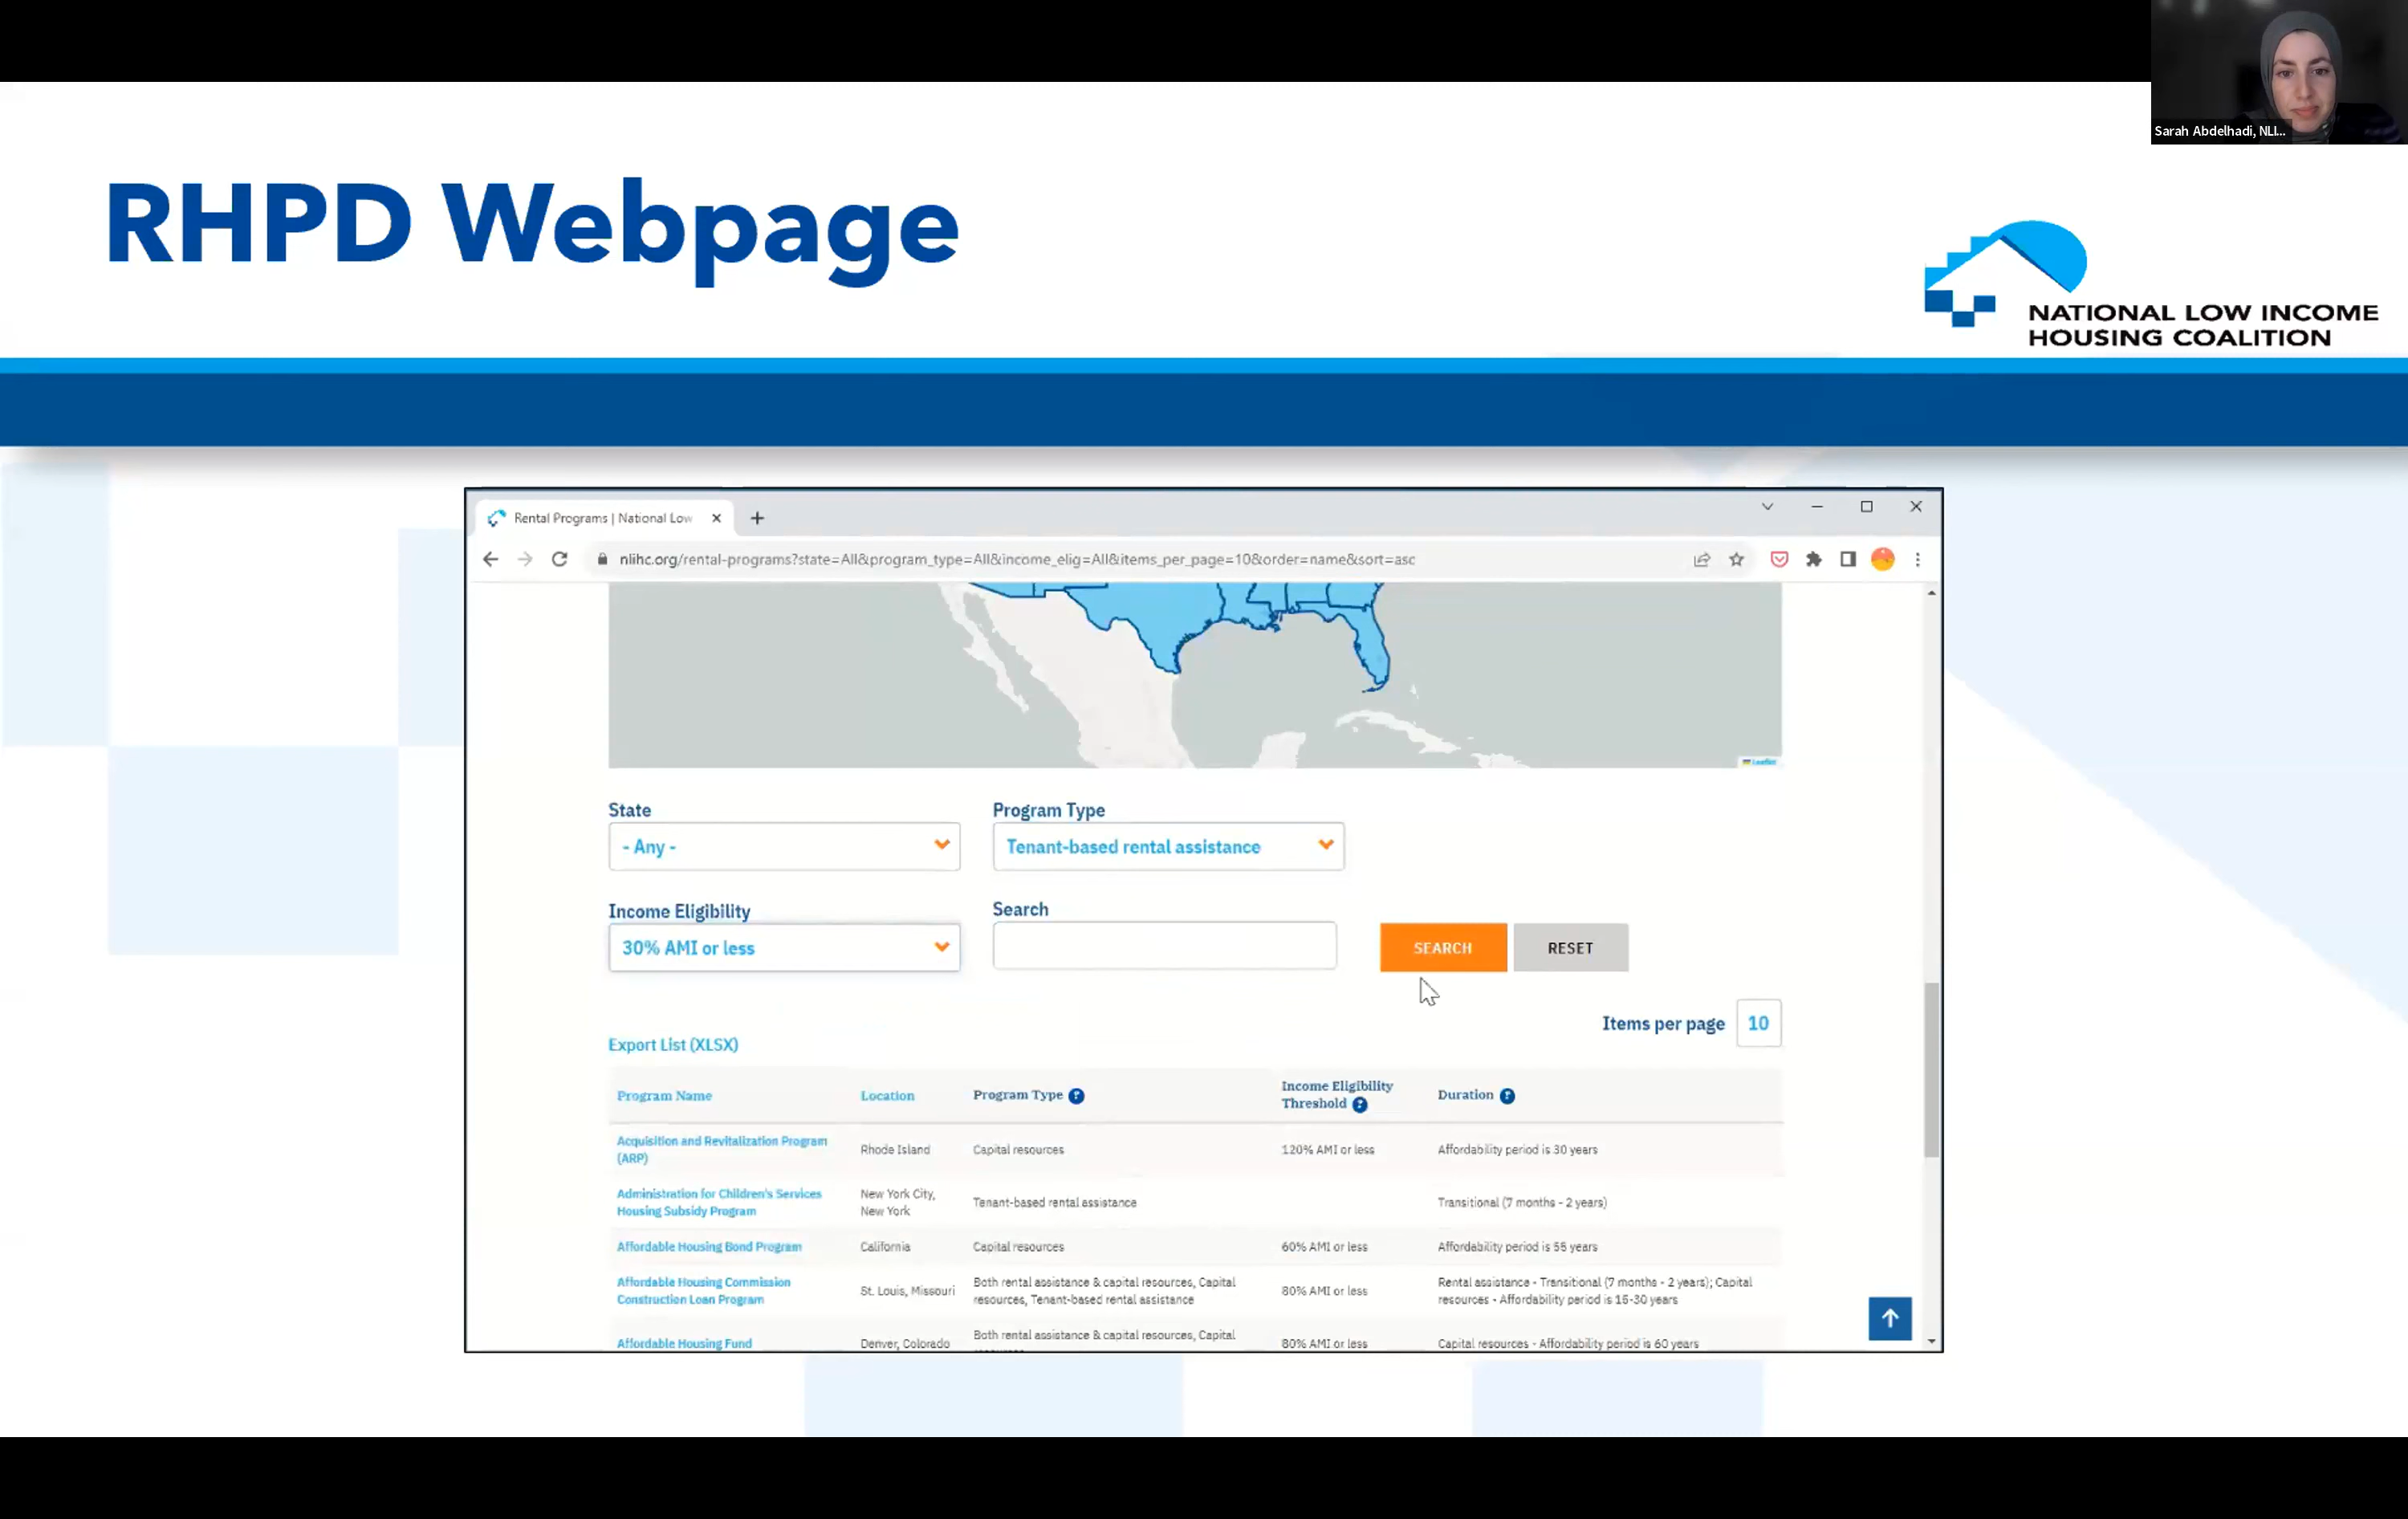 Sarah Abdelhadi, NLI...
RHPD Webpage
NATIONAL LOW INCOME
HOUSING COALITION
Rental Programs | National Low
nlihc.org/rental-programs?state=All&program_type=All&income_elig=All&items_per_page=10&order=name&sort=asc
Leaflet
State
Program Type
- Any -
Tenant-based rental assistance
Income Eligibility
Search
30% AMI or less
SEARCH
RESET
Items per page 10
Export List (XLSX)
Program Name Location Program Type ? Income Eligibility
Threshold ? Duration ?
Acquisition and Revitalization Program
(ARP) Rhode Island Capital resources 120% AMI or less Affordability period is 30 years
Administration for Children's Services
Housing Subsidy Program New York City,
New York Tenant-based rental assistance Transitional (7 months - 2 years)
Affordable Housing Bond Program California Capital resources 60% AMI or less Affordability period is 55 years
Affordable Housing Commission
Construction Loan Program St. Louis, Missouri Both rental assistance & capital resources, Capital
resources, Tenant-based rental assistance 80% AMI or less Rental assistance - Transitional (7 months - 2 years); Capital
resources - Affordability period is 15-30 years
Affordable Housing Fund Denver, Colorado Both rental assistance & capital resources, Capital 80% AMI or less Capital resources - Affordability period is 60 years